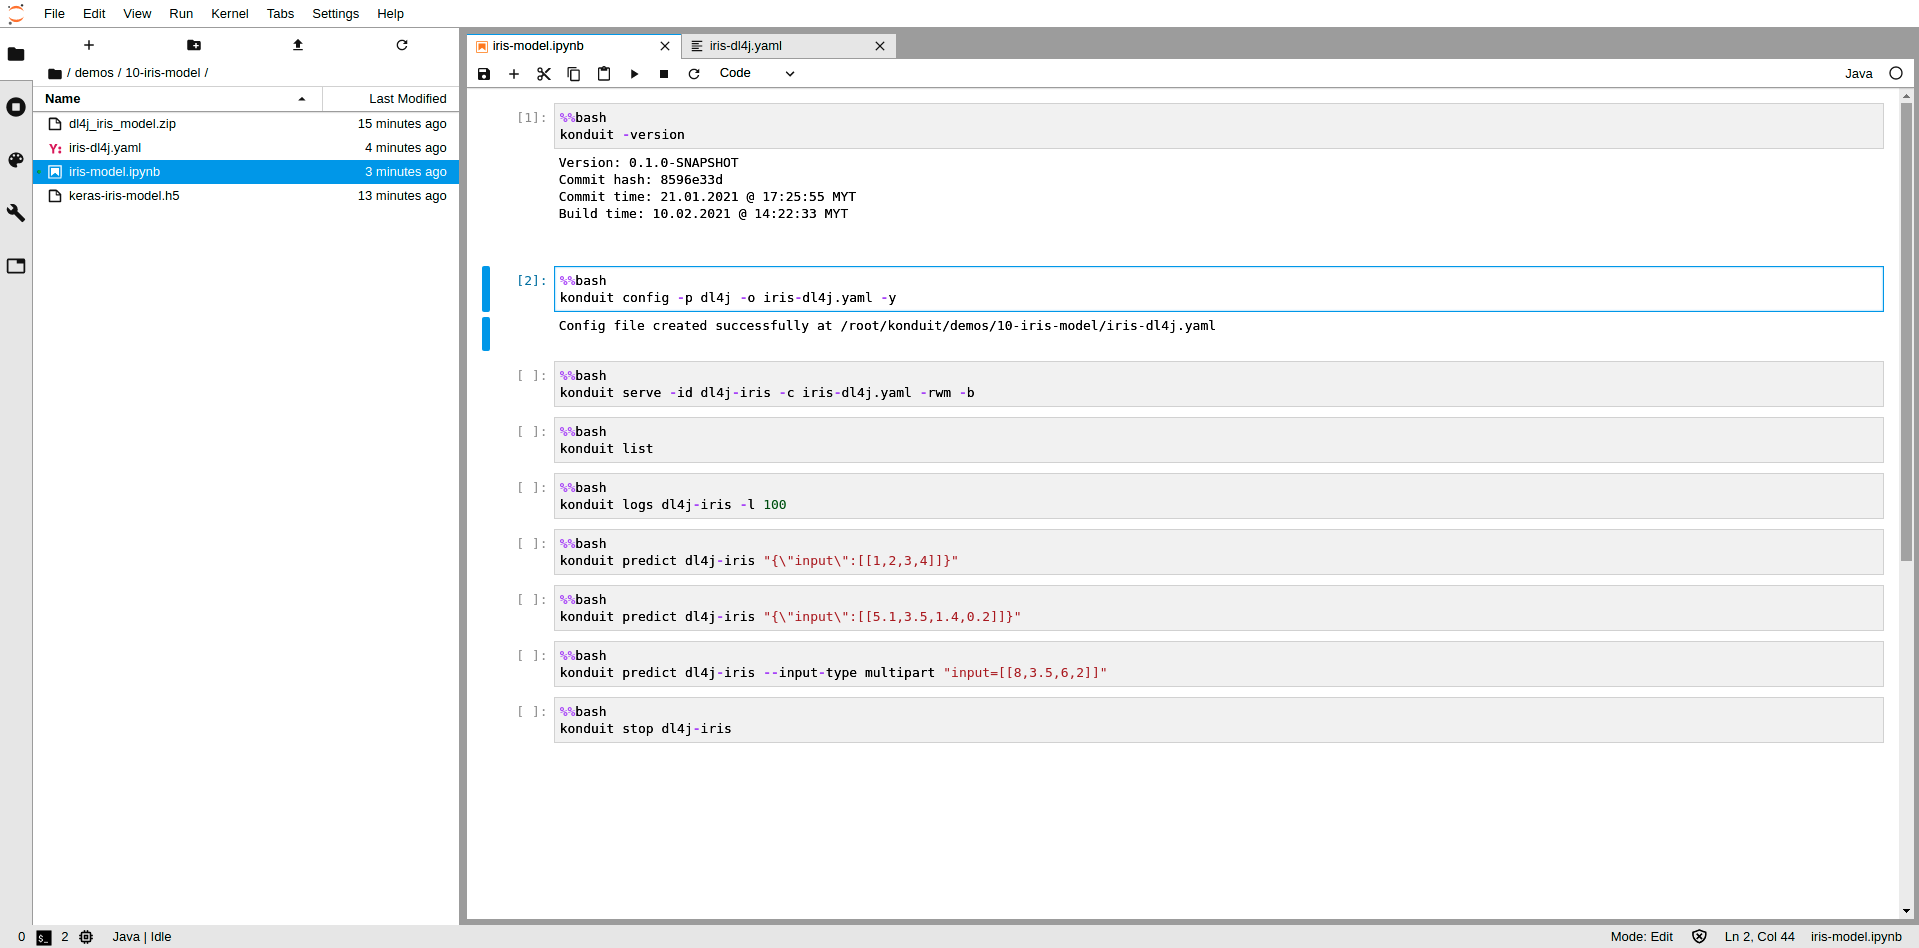 File Edit View Run Kernel Tabs Settings Help
/ demos / 10-iris-model /
Name Last Modified
dl4j_iris_model.zip 15 minutes ago
Y: iris-dl4j.yaml 4 minutes ago
iris-model.ipynb 3 minutes ago
keras-iris-model.h5 13 minutes ago
iris-model.ipynb
iris-dl4j.yaml
Code
Java
[1]: %%bash
konduit -version
Version: 0.1.0-SNAPSHOT
Commit hash: 8596e33d
Commit time: 21.01.2021 @ 17:25:55 MYT
Build time: 10.02.2021 @ 14:22:33 MYT
[2]: %%bash
konduit config -p dl4j -o iris-dl4j.yaml -y
Config file created successfully at /root/konduit/demos/10-iris-model/iris-dl4j.yaml
[ ]: %%bash
konduit serve -id dl4j-iris -c iris-dl4j.yaml -rwm -b
[ ]: %%bash
konduit list
[ ]: %%bash
konduit logs dl4j-iris -l 100
[ ]: %%bash
konduit predict dl4j-iris "{\"input\":[[1,2,3,4]]}"
[ ]: %%bash
konduit predict dl4j-iris "{\"input\":[[5.1,3.5,1.4,0.2]]}"
[ ]: %%bash
konduit predict dl4j-iris --input-type multipart "input=[[8,3.5,6,2]]"
[ ]: %%bash
konduit stop dl4j-iris
0 $_ 2 Java | Idle Mode: Edit Ln 2, Col 44 iris-model.ipynb